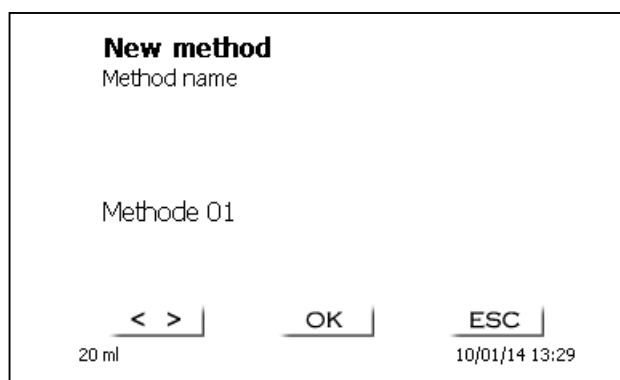 New method
Method name
Methode 01
< > OK ESC
20 ml 10/01/14 13:29